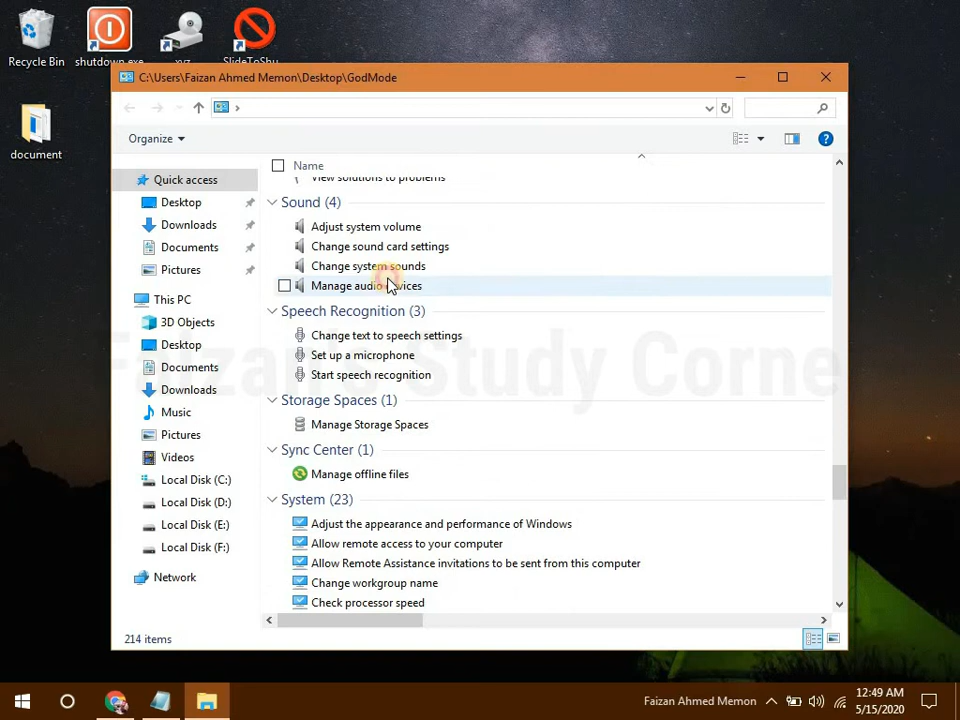 Recycle Bin
shutdown.exe
xyz
SlideToShu...
document
C:\Users\Faizan Ahmed Memon\Desktop\GodMode
Organize
Name
Quick access
Desktop
Downloads
Documents
Pictures
This PC
3D Objects
Desktop
Documents
Downloads
Music
Pictures
Videos
Local Disk (C:)
Local Disk (D:)
Local Disk (E:)
Local Disk (F:)
Network
View solutions to problems
Sound (4)
Adjust system volume
Change sound card settings
Change system sounds
Manage audio devices
Speech Recognition (3)
Change text to speech settings
Set up a microphone
Start speech recognition
Storage Spaces (1)
Manage Storage Spaces
Sync Center (1)
Manage offline files
System (23)
Adjust the appearance and performance of Windows
Allow remote access to your computer
Allow Remote Assistance invitations to be sent from this computer
Change workgroup name
Check processor speed
Faizan's Study Corner
214 items
Faizan Ahmed Memon
12:49 AM
5/15/2020